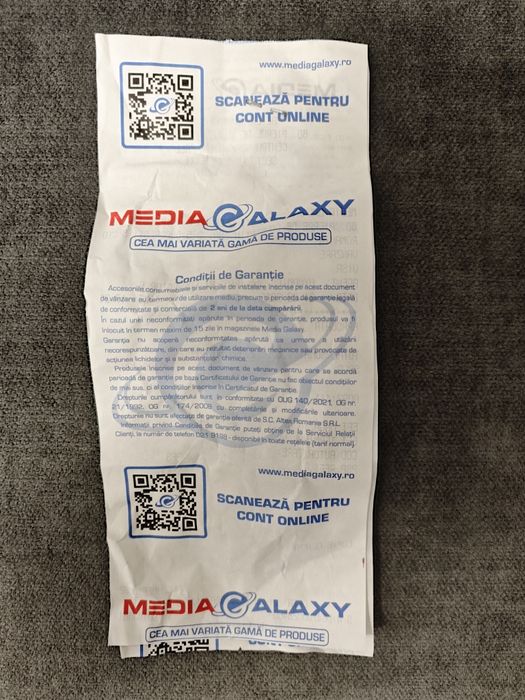 www.mediagalaxy.ro
SCANEAZĂ PENTRU
CONT ONLINE
MEDIA GALAXY
CEA MAI VARIATĂ GAMĂ DE PRODUSE
Condiții de Garanție
Accesoriile, consumabilele și serviciile de instalare înscrise pe acest document
de vânzare au termenul de utilizare mediu, precum și perioada de garanție legală
de conformitate și comercială de 2 ani de la data cumpărării.
În cazul unei neconformitați apărute în perioada de garanție, produsul va fi
înlocuit în termen maxim de 15 zile în magazinele Media Galaxy.
Garanția nu acoperă neconformitatea apărută ca urmare a utilizării
necorespunzătoare, din care au rezultat deteriorări mecanice sau provocate de
acțiunea lichidelor și a substanțelor chimice.
Produsele înscrise pe acest document de vânzare pentru care se acordă
perioadă de garanție pe baza Certificatului de Garanție nu fac obiectul condițiilor
de mai sus, ci al condițiilor înscrise în Certificatul de Garanție.
Drepturile cumpărătorului sunt în conformitate cu OUG 140/2021, OG nr.
21/1992, OG nr. 174/2008 cu completările și modificările ulterioare.
Drepturile nu sunt afectate de garanția oferită de S.C. Altex Romania S.R.L.
Informații privind Condițiile de Garanție puteți obține de la Serviciul Relații
Clienți, la număr de telefon 021 9199 - disponibil în toate rețelele (tarif normal).
www.mediagalaxy.ro
SCANEAZĂ PENTRU
CONT ONLINE
MEDIA GALAXY
CEA MAI VARIATĂ GAMĂ DE PRODUSE